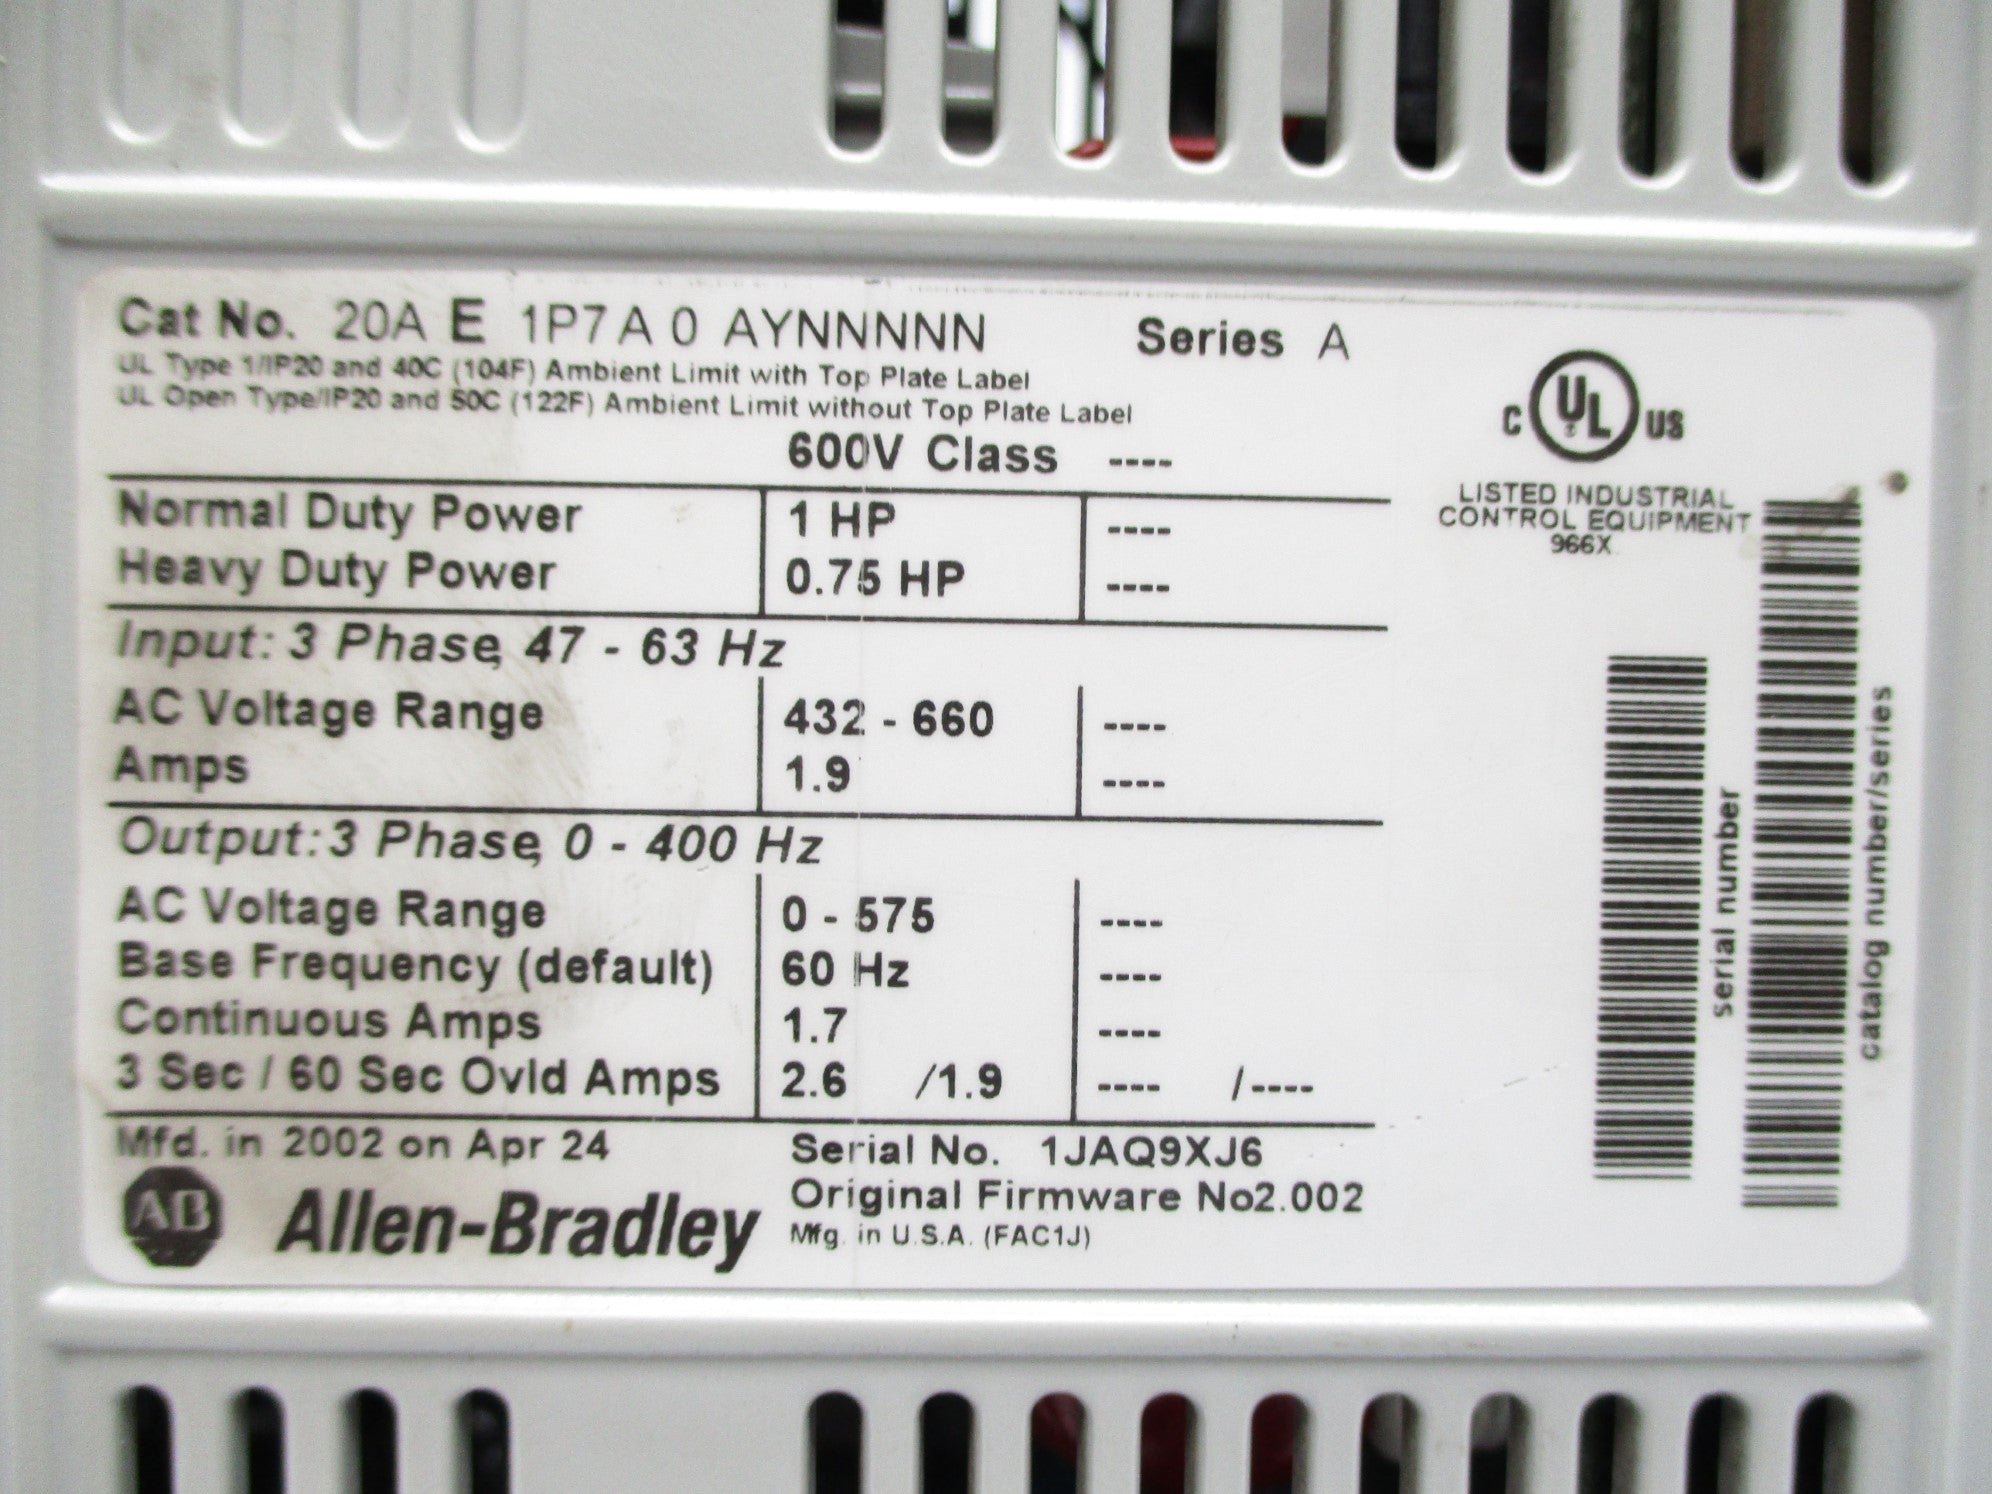 Cat No. 20A E 1P7 A 0 AYNNNNN Series A
UL Type 1/IP20 and 40C (104F) Ambient Limit with Top Plate Label
UL Open Type/IP20 and 50C (122F) Ambient Limit without Top Plate Label
C UL US
LISTED INDUSTRIAL
CONTROL EQUIPMENT
966X
600V Class ----
Normal Duty Power 1 HP ----
Heavy Duty Power 0.75 HP ----
Input: 3 Phase, 47 - 63 Hz
AC Voltage Range 432 - 660 ----
Amps 1.9 ----
Output: 3 Phase, 0 - 400 Hz
AC Voltage Range 0 - 575 ----
Base Frequency (default) 60 Hz ----
Continuous Amps 1.7 ----
3 Sec / 60 Sec Ovld Amps 2.6 /1.9 ---- /----
Mfd. in 2002 on Apr 24 Serial No. 1JAQ9XJ6
Original Firmware No2.002
AB Allen-Bradley Mfg. in U.S.A. (FAC1J)
serial number
catalog number/series